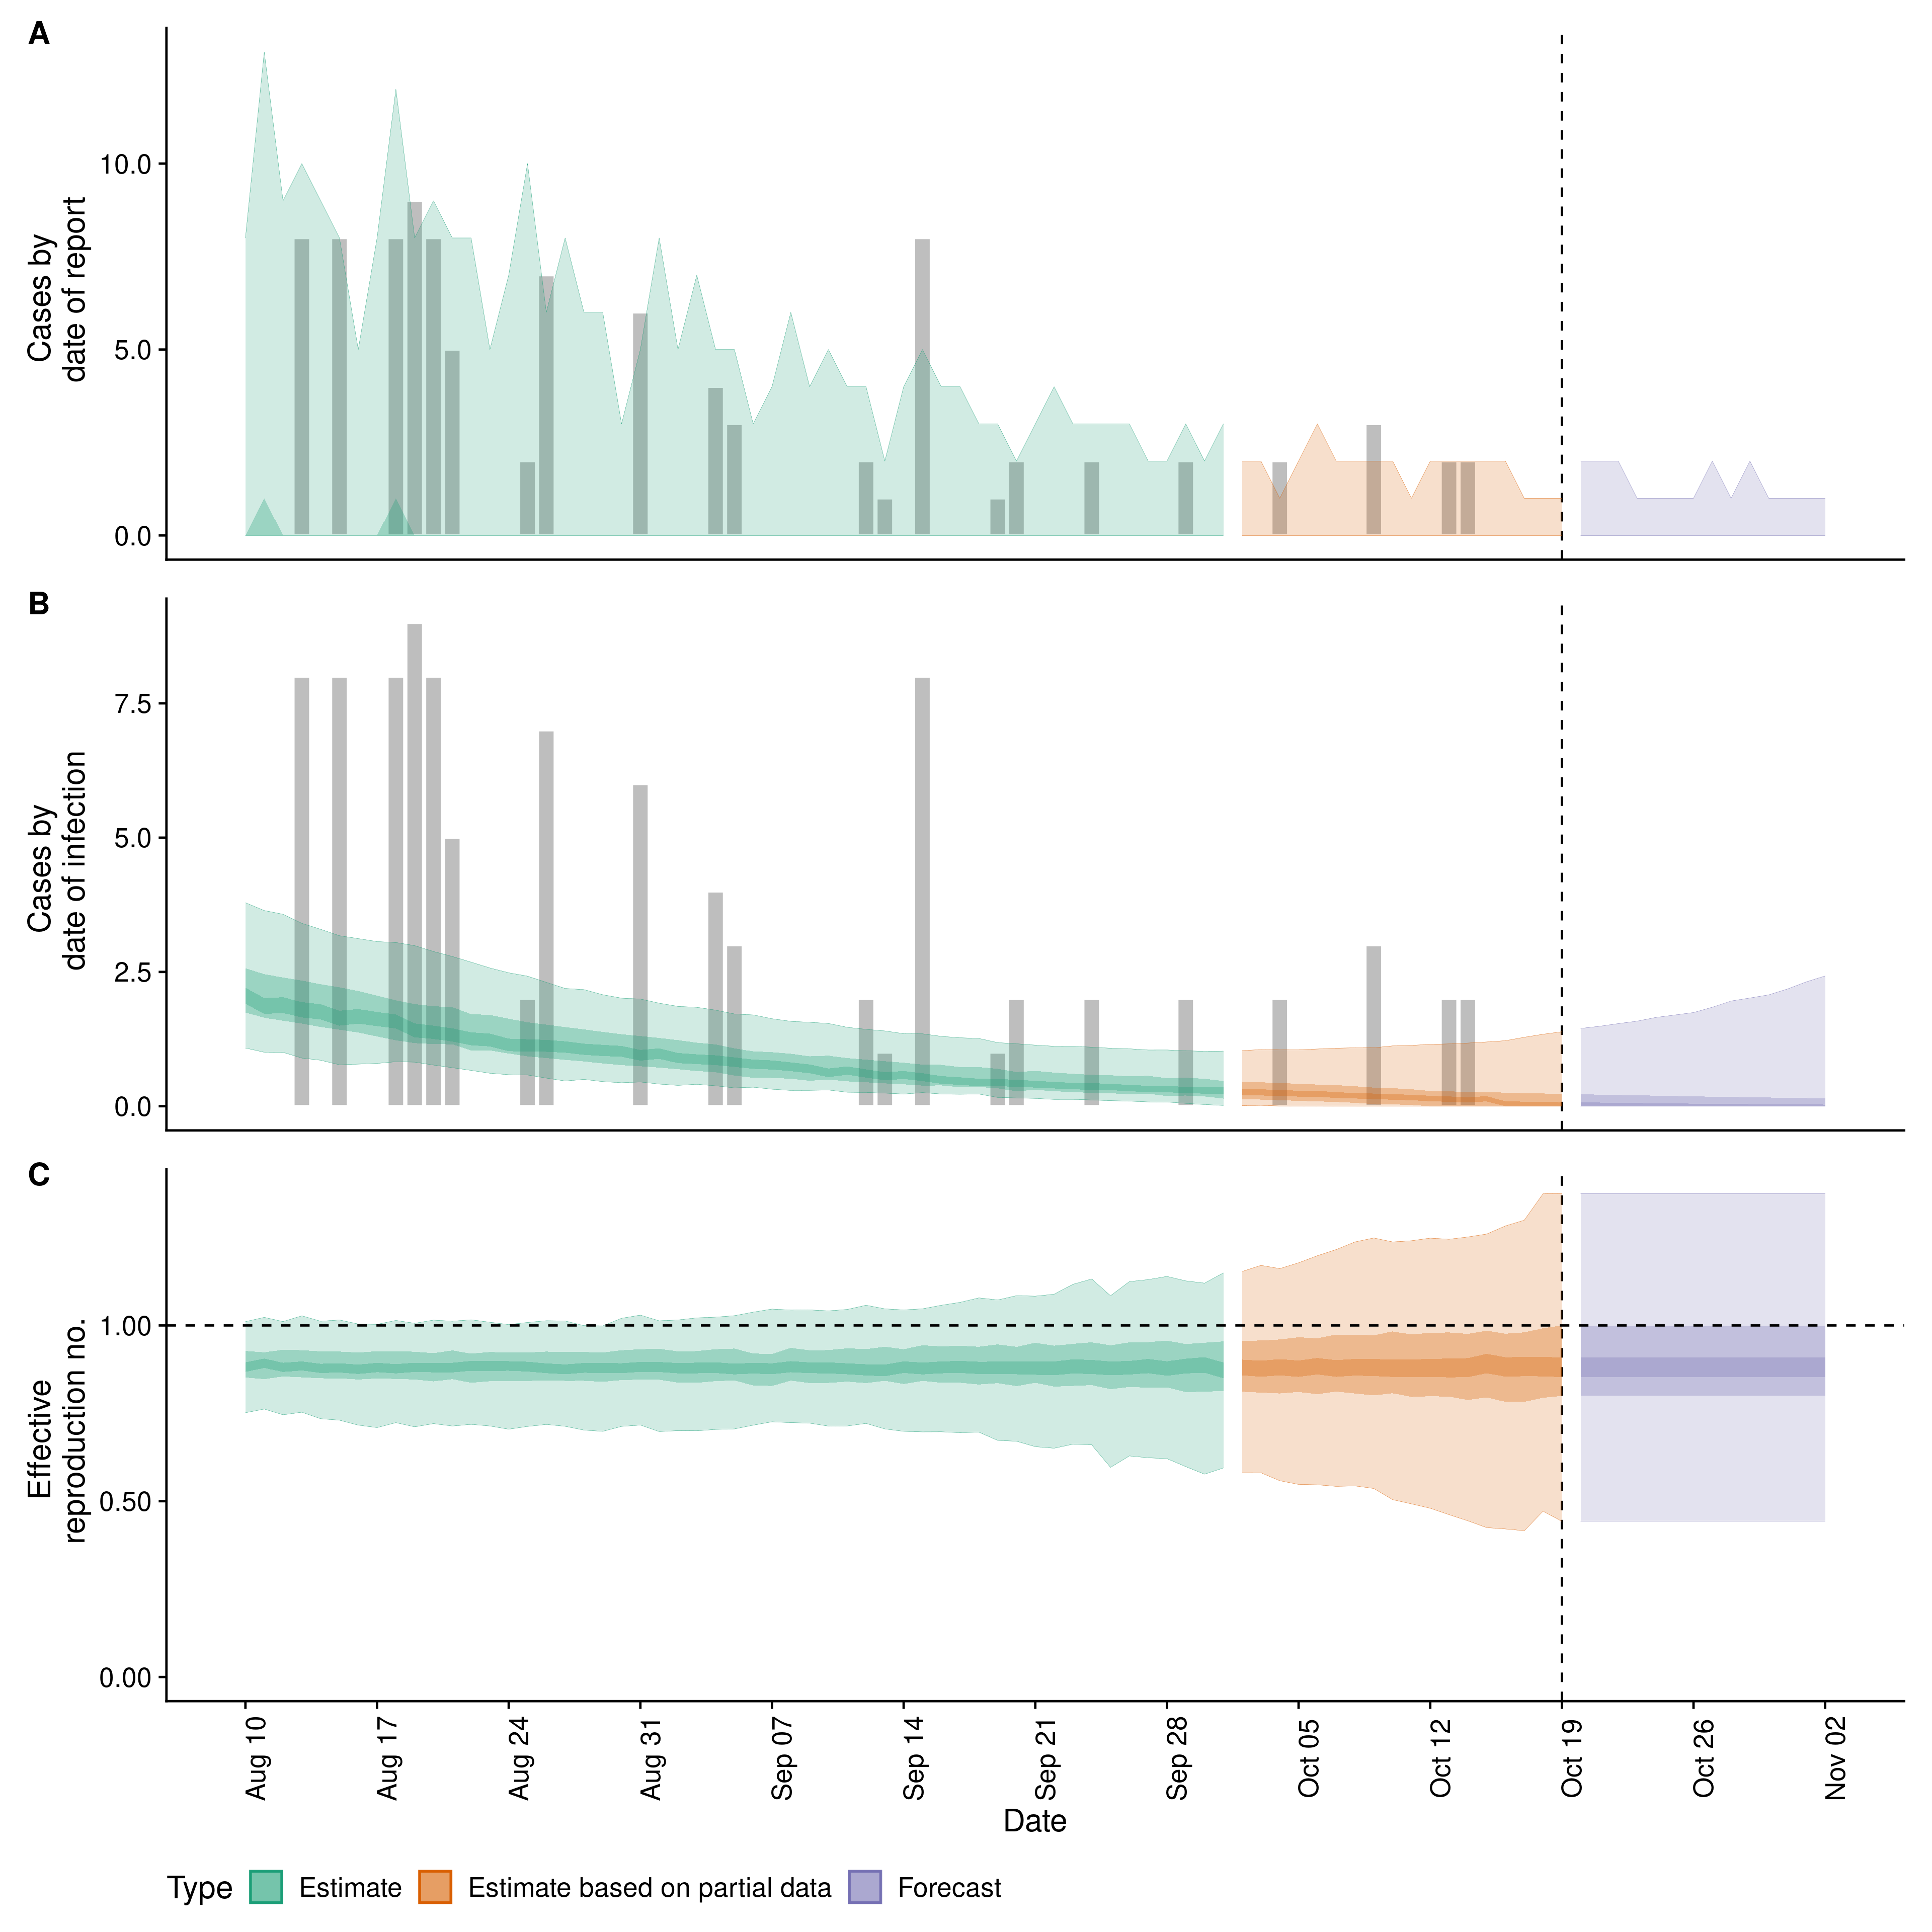 A
Cases by
date of report
10.0
5.0
0.0
B
Cases by
date of infection
7.5
5.0
2.5
0.0
C
Effective
reproduction no.
1.00
0.50
0.00
Aug 10
Aug 17
Aug 24
Aug 31
Sep 07
Sep 14
Sep 21
Sep 28
Oct 05
Oct 12
Oct 19
Oct 26
Nov 02
Date
Type Estimate Estimate based on partial data Forecast